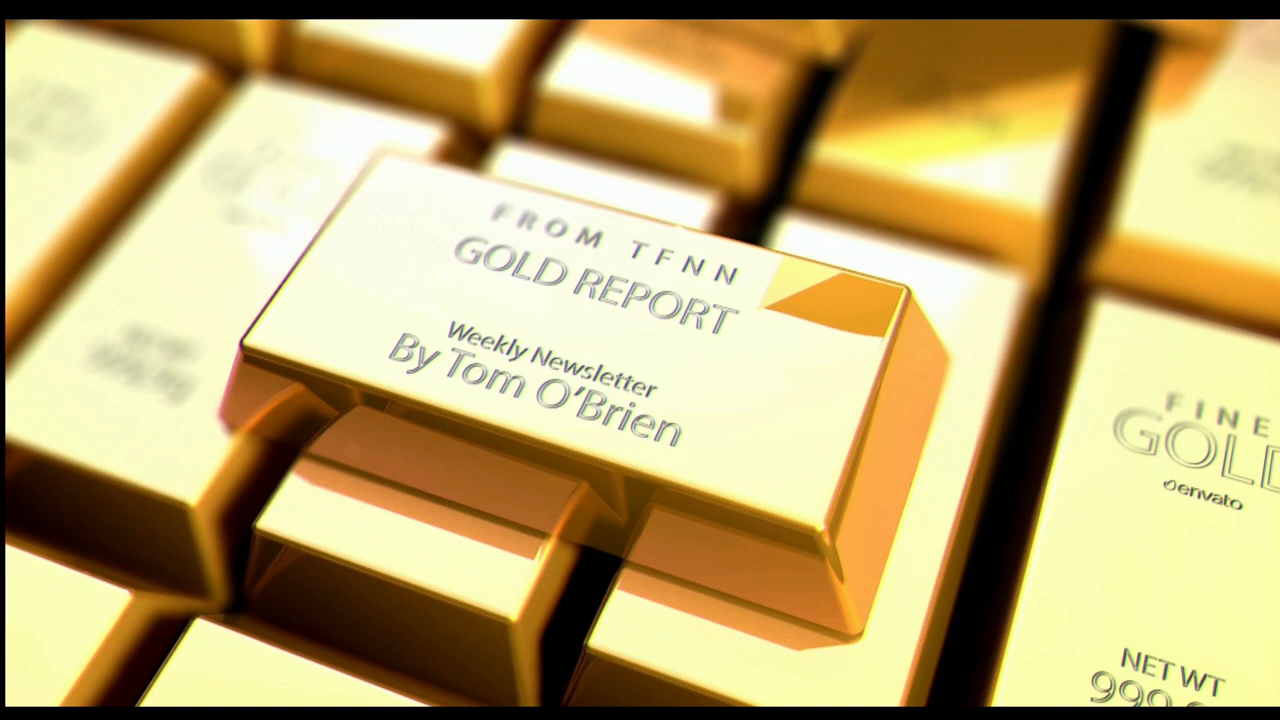 FROM TFNN
GOLD REPORT
Weekly Newsletter
By Tom O'Brien
FINE
GOLD
envato
NET WT